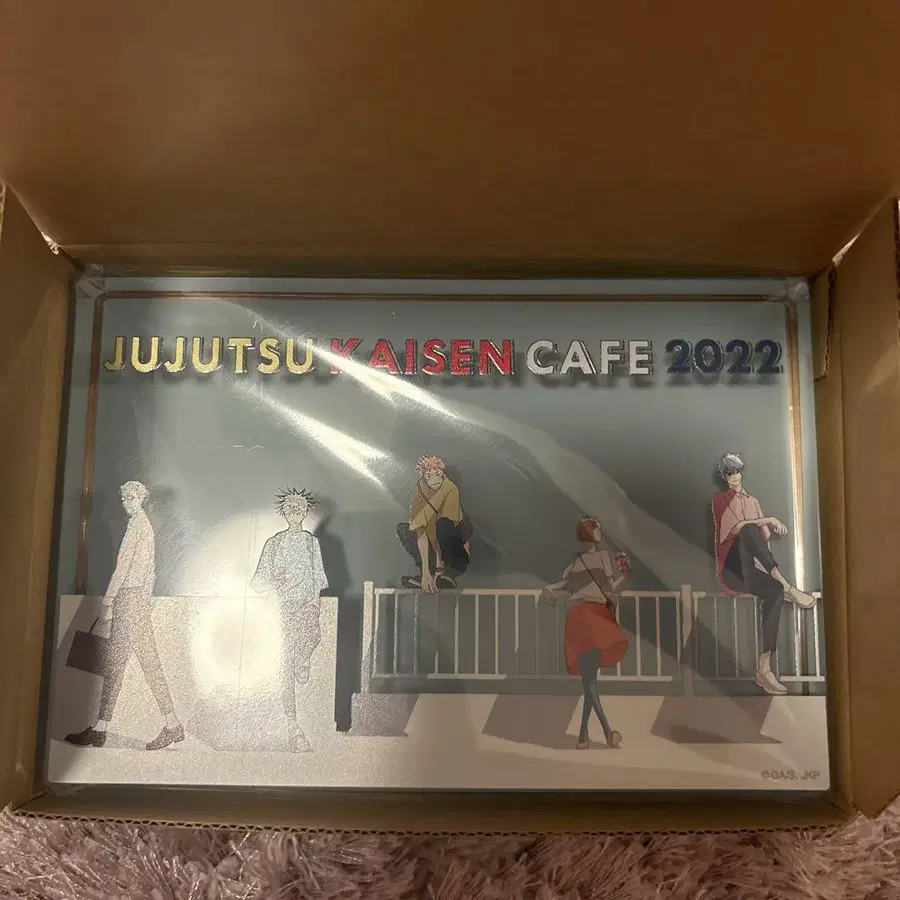 JUJUTSU KAISEN CAFE 2022
©GA/S, JKP